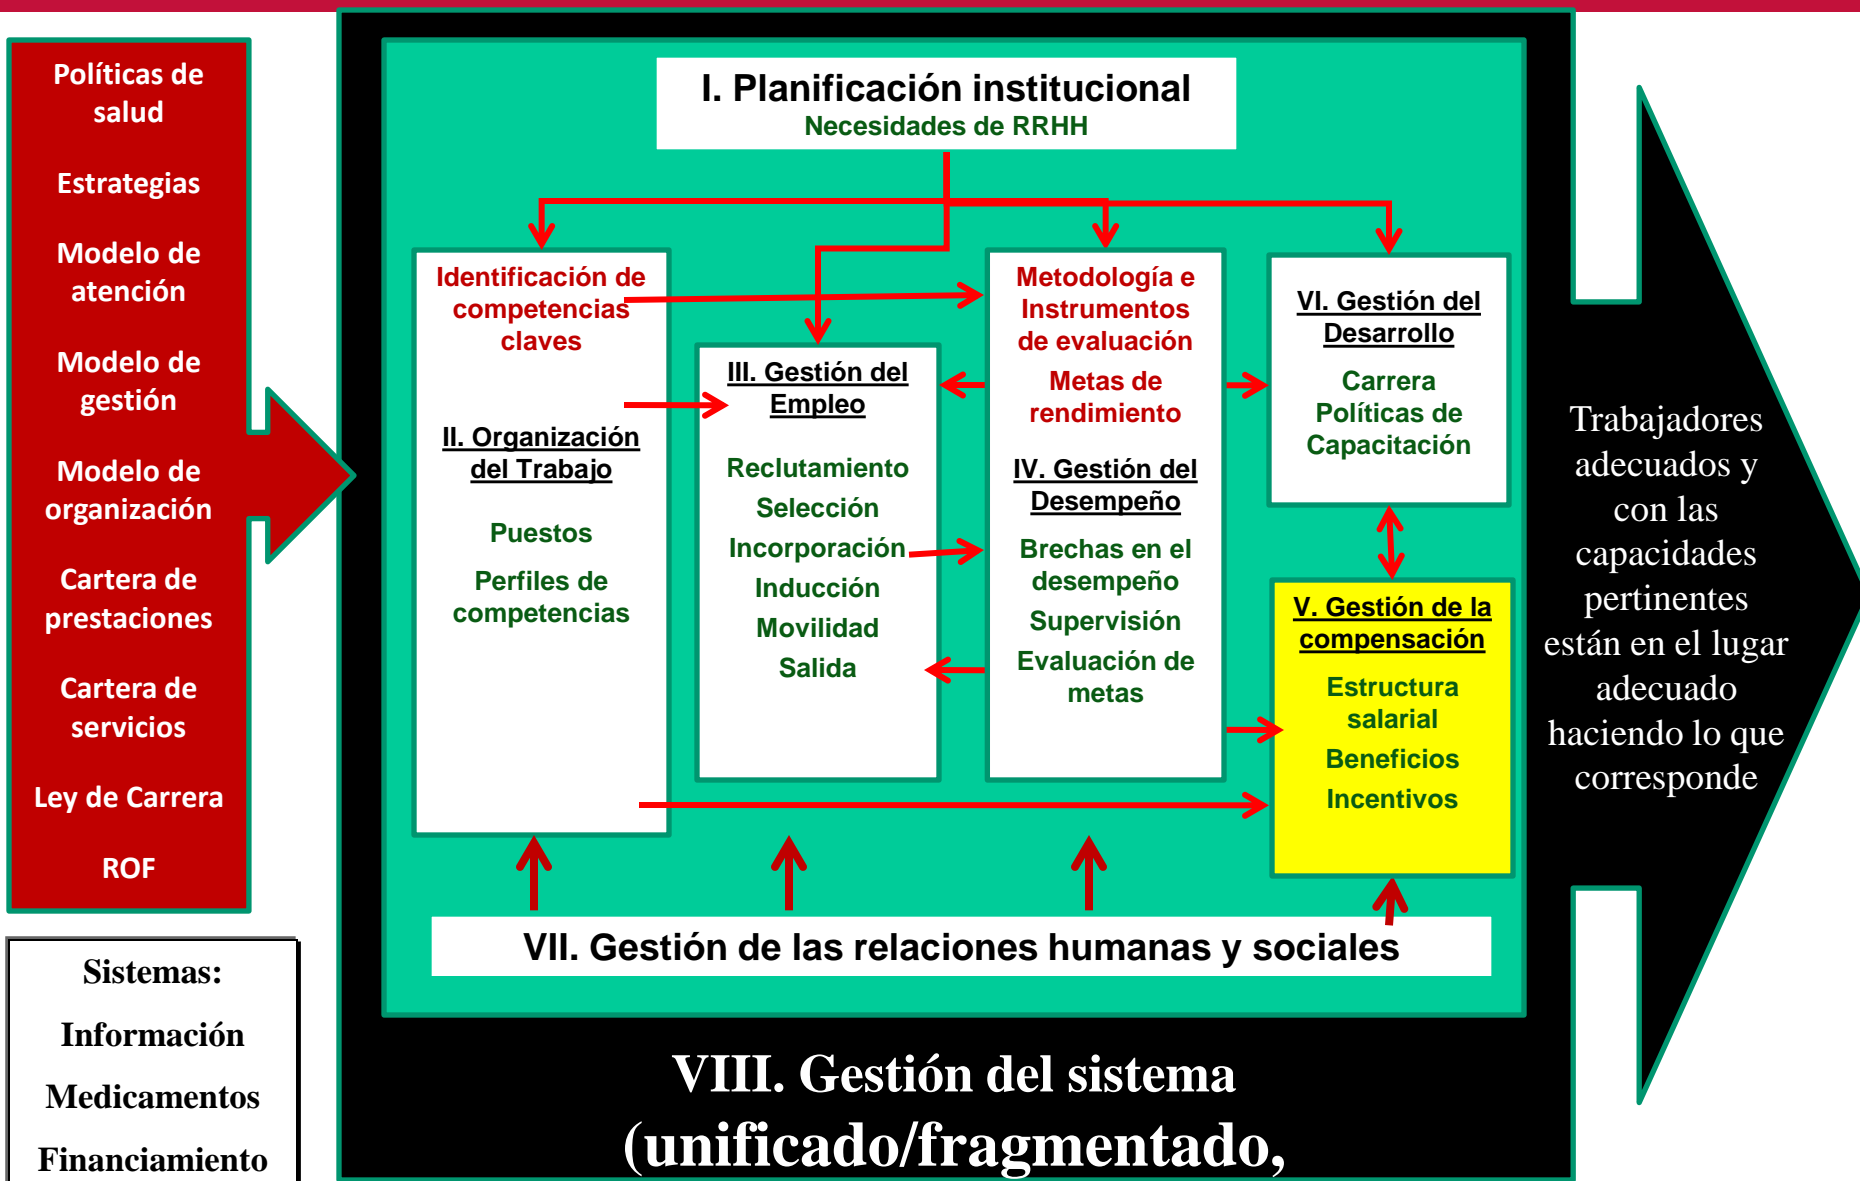 Políticas de
salud
Estrategias
Modelo de
atención
Modelo de
gestión
Modelo de
organización
Cartera de
prestaciones
Cartera de
servicios
Ley de Carrera
ROF
Sistemas:
Información
Medicamentos
Financiamiento
I. Planificación institucional
Necesidades de RRHH
Identificación de
competencias
claves
II. Organización
del Trabajo
Puestos
Perfiles de
competencias
III. Gestión del
Empleo
Reclutamiento
Selección
Incorporación
Inducción
Movilidad
Salida
Metodología e
Instrumentos
de evaluación
Metas de
rendimiento
IV. Gestión del
Desempeño
Brechas en el
desempeño
Supervisión
Evaluación de
metas
VI. Gestión del
Desarrollo
Carrera
Políticas de
Capacitación
V. Gestión de la
compensación
Estructura
salarial
Beneficios
Incentivos
VII. Gestión de las relaciones humanas y sociales
VIII. Gestión del sistema
(unificado/fragmentado,
Trabajadores
adecuados y
con las
capacidades
pertinentes
están en el lugar
adecuado
haciendo lo que
corresponde